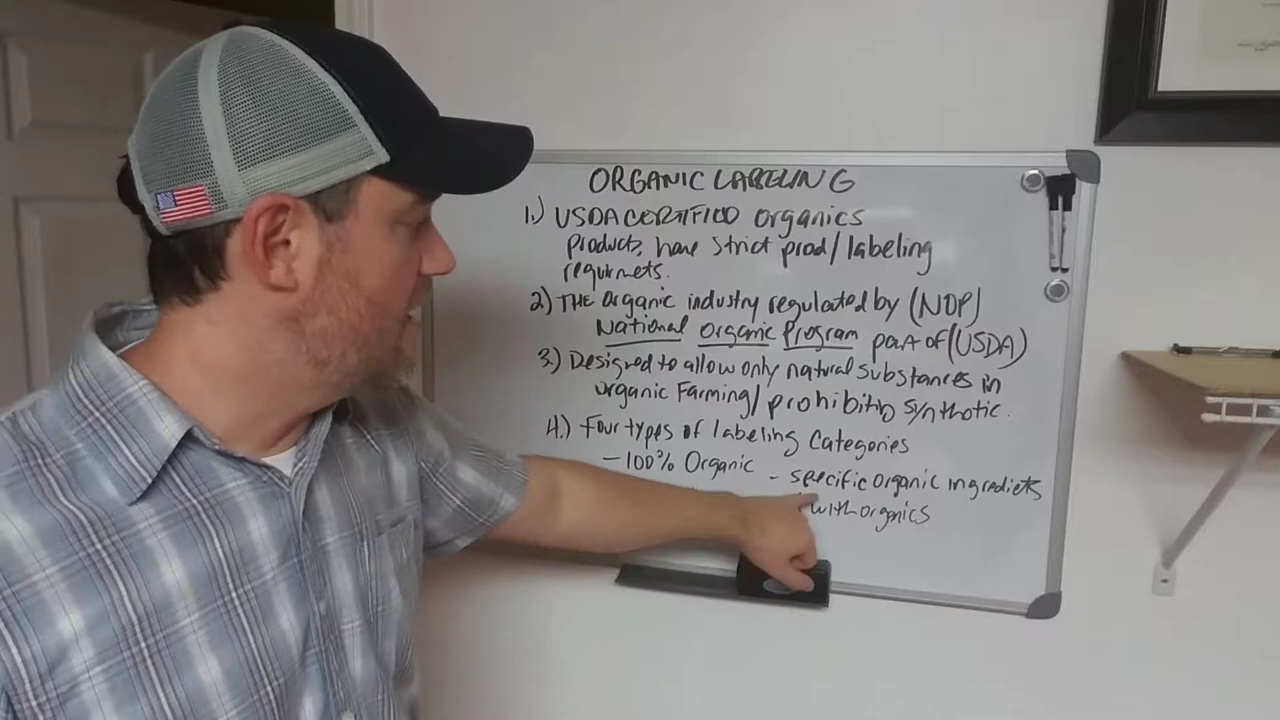 ORGANIC LABELING
1.) USDA CERTIFIED organics
products, have strict prod/labeling
requirmets.
2.) THE organic industry regulated by (NOP)
National Organic Program part of (USDA)
3.) Designed to allow only natural substances in
organic Farming/prohibiting synthetic.
4.) Four types of labeling Categories
- 100% Organic
- specific organic ingrediets
with organics